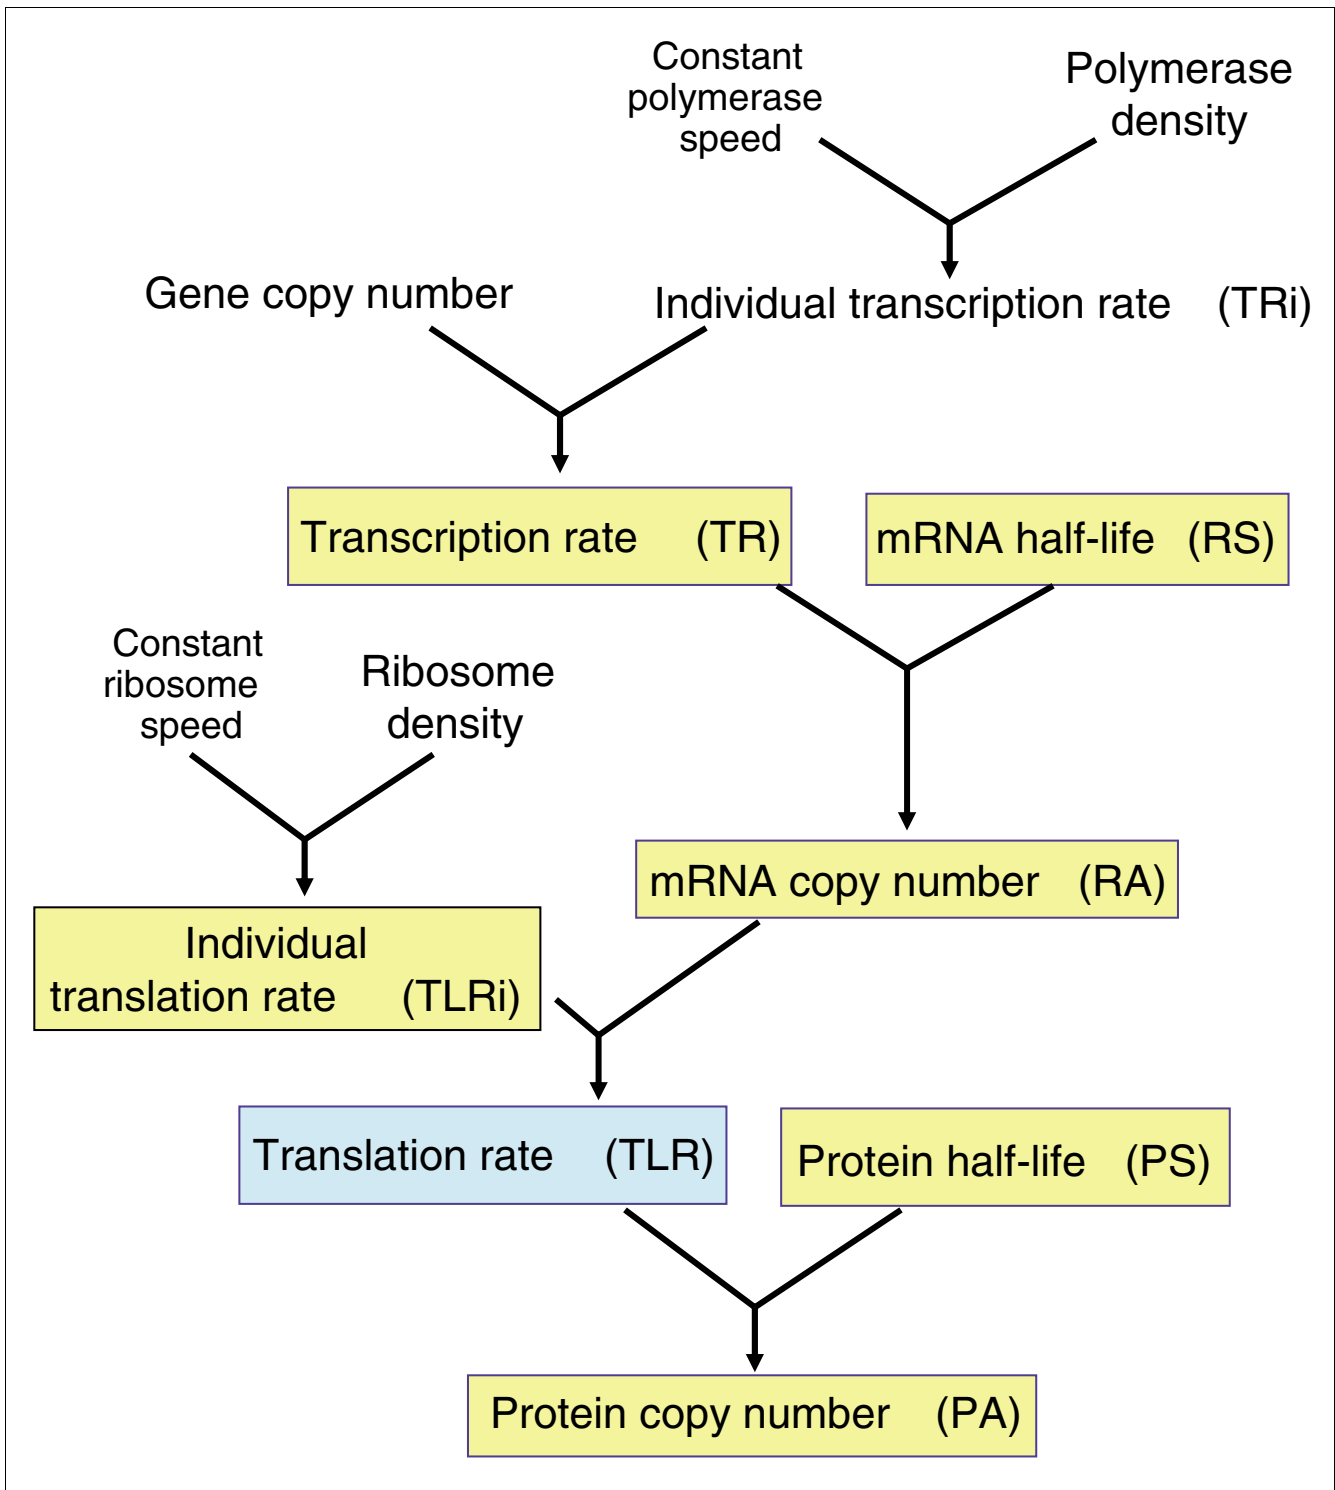 Constant
polymerase
speed
Polymerase
density
Gene copy number
Individual transcription rate (TRi)
Transcription rate (TR)
mRNA half-life (RS)
Constant
ribosome
speed
Ribosome
density
mRNA copy number (RA)
Individual
translation rate (TLRi)
Translation rate (TLR)
Protein half-life (PS)
Protein copy number (PA)